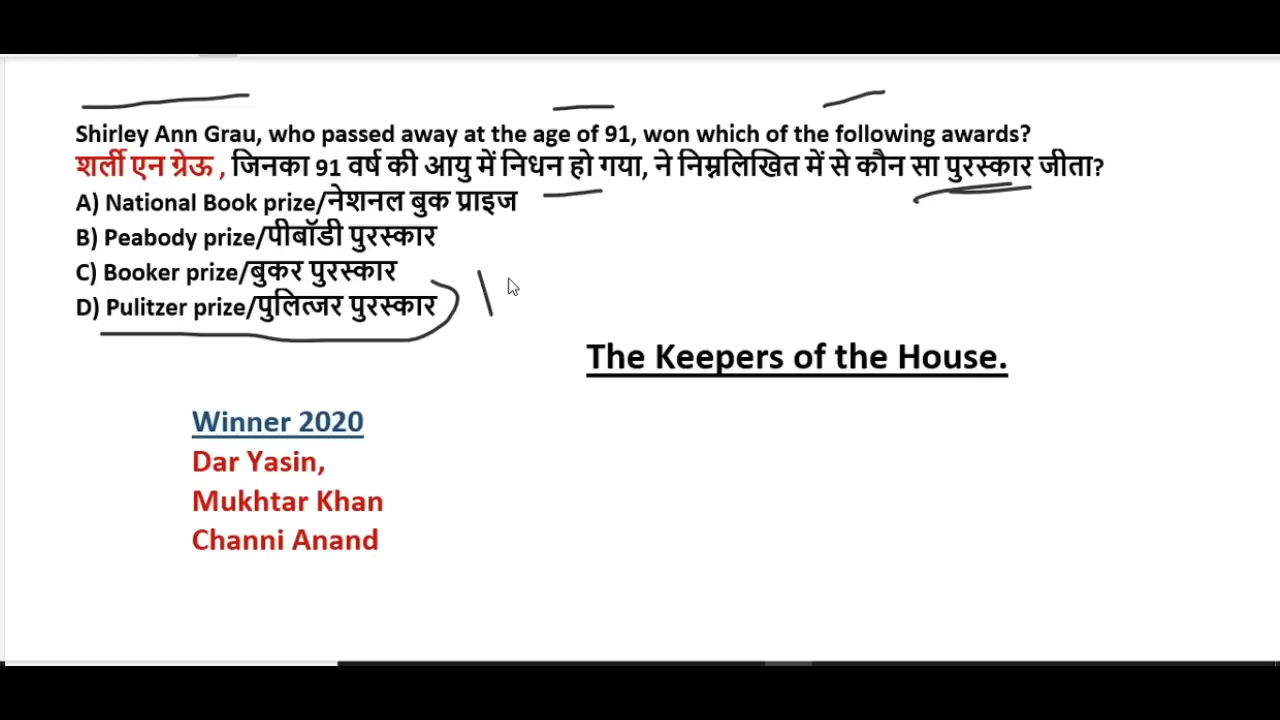 Shirley Ann Grau, who passed away at the age of 91, won which of the following awards?
शर्ली एन ग्रेऊ , जिनका 91 वर्ष की आयु में निधन हो गया, ने निम्नलिखित में से कौन सा पुरस्कार जीता?
A) National Book prize/नेशनल बुक प्राइज
B) Peabody prize/पीबॉडी पुरस्कार
C) Booker prize/बुकर पुरस्कार
D) Pulitzer prize/पुलित्जर पुरस्कार
The Keepers of the House.
Winner 2020
Dar Yasin,
Mukhtar Khan
Channi Anand